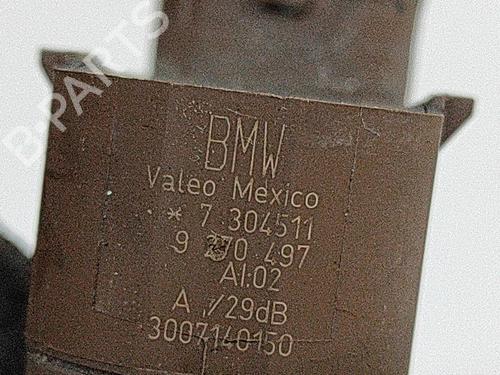 B-PARTS
BMW
Valeo Mexico
* 7 304511
9 270 497
AI:02
A /29dB
3007140150